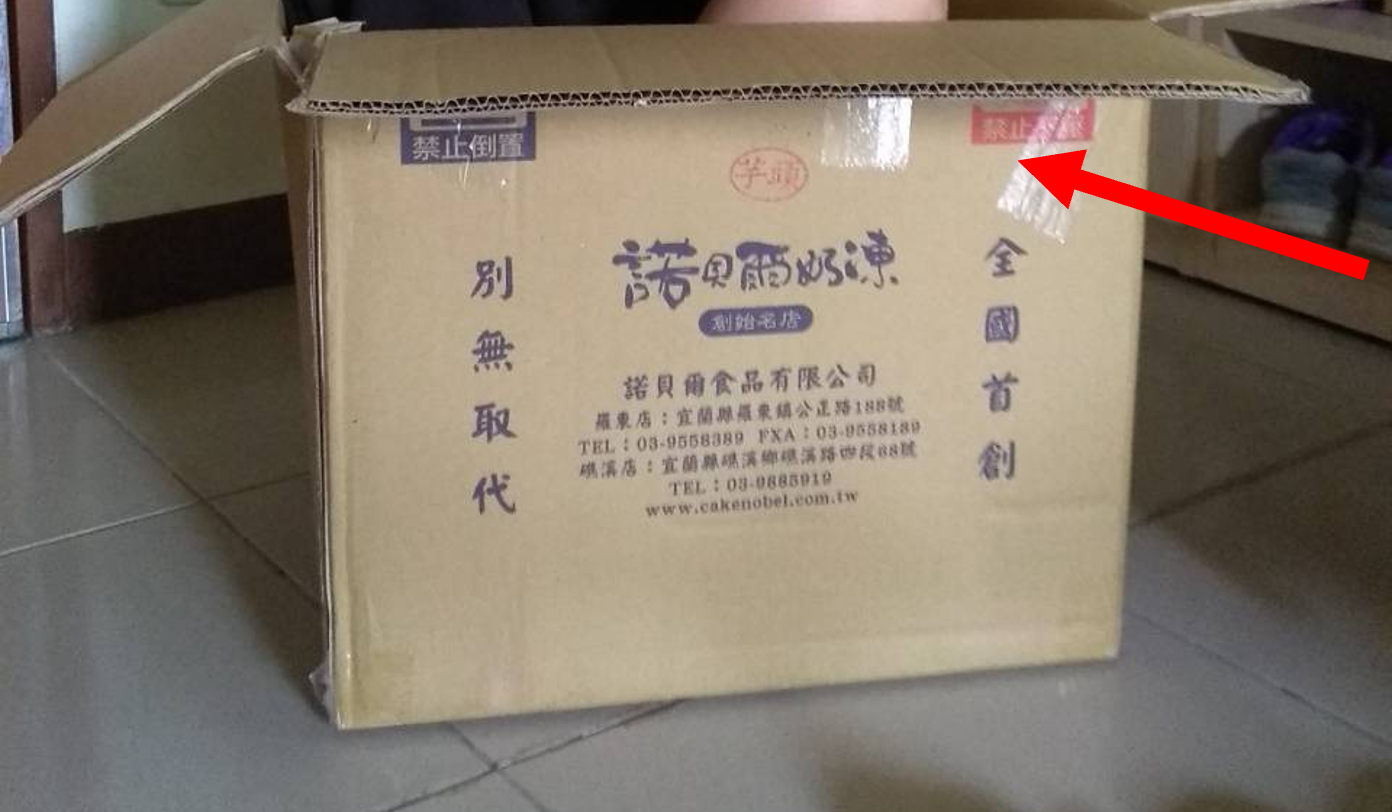 禁止倒置
禁止
芋頭
諾貝爾奶凍
創始名店
別無取代
全國首創
諾貝爾食品有限公司
羅東店：宜蘭縣羅東鎮公正路188號
TEL：03-9558389 FXA：03-9558189
礁溪店：宜蘭縣礁溪鄉礁溪路四段68號
TEL：03-9885919
www.cakenobel.com.tw